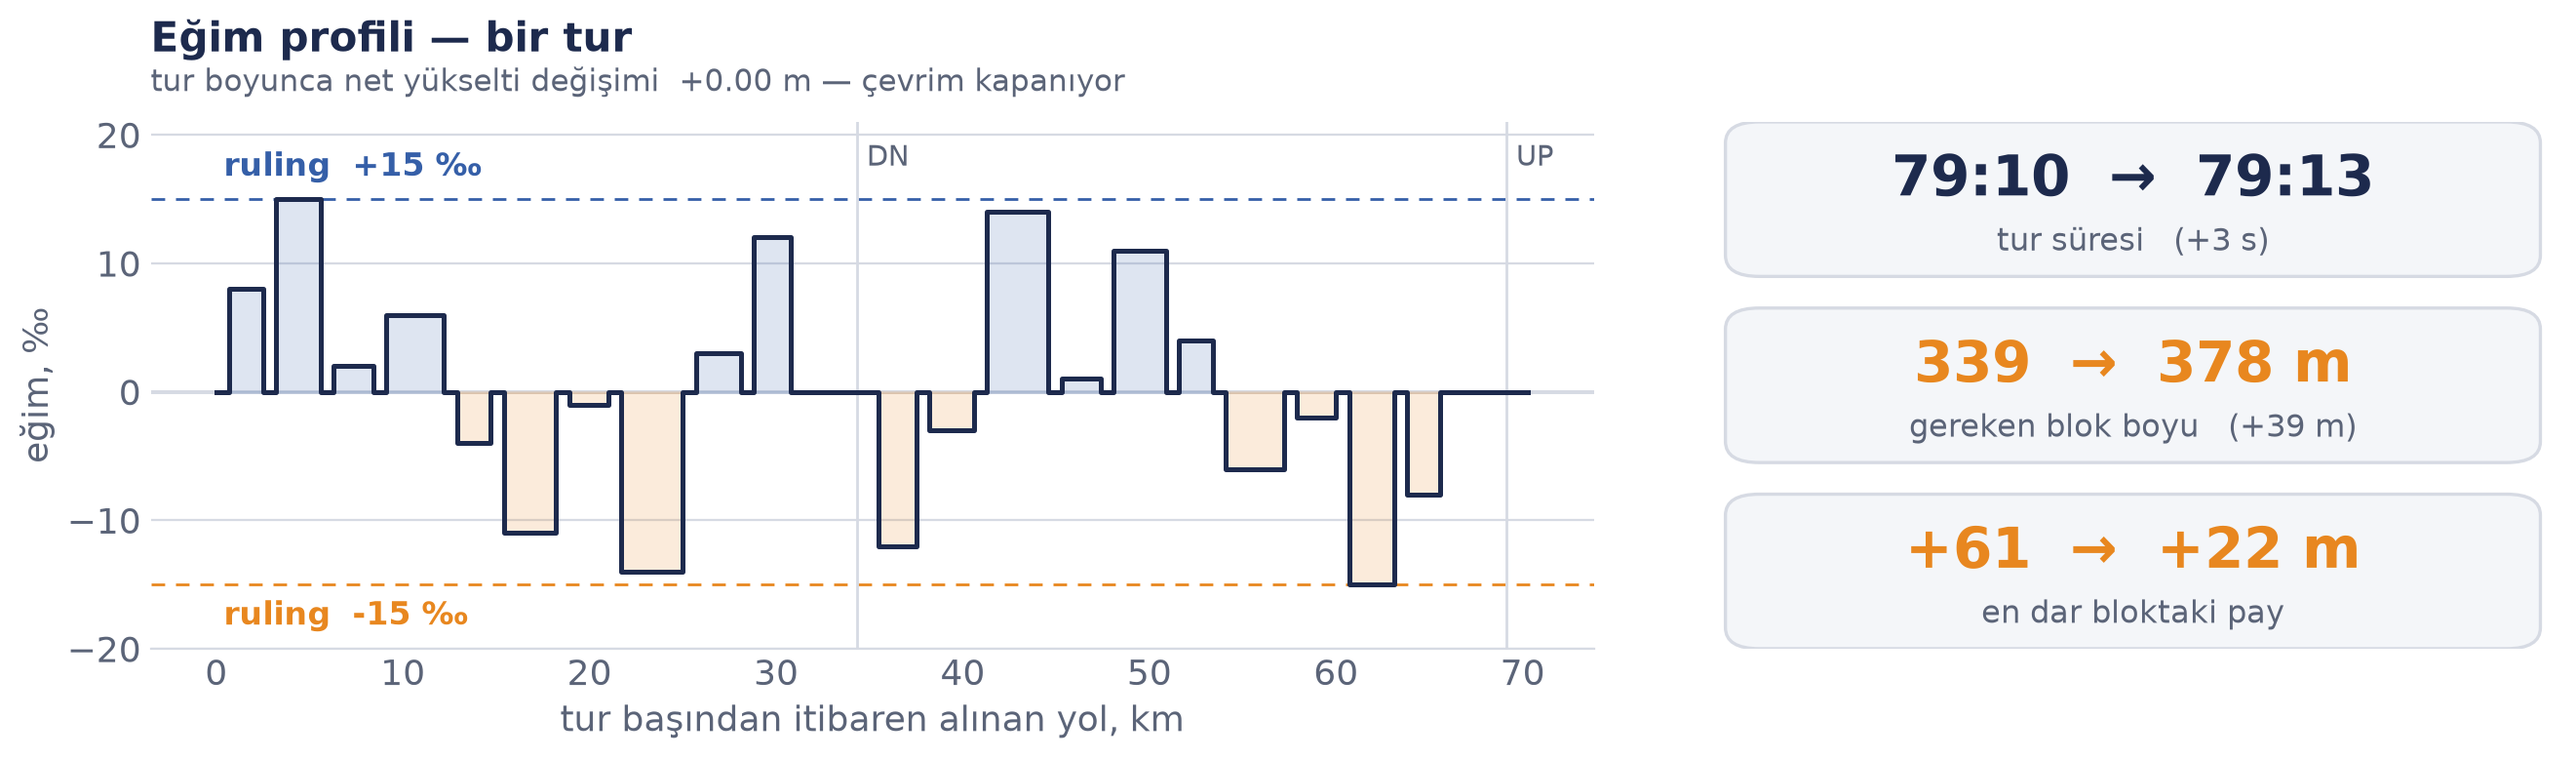 Eğim profili — bir tur
tur boyunca net yükselti değişimi  +0.00 m — çevrim kapanıyor
eğim, ‰
20
10
0
−10
−20
ruling  +15 ‰
ruling  -15 ‰
DN
UP
0 10 20 30 40 50 60 70
tur başından itibaren alınan yol, km
79:10 → 79:13
tur süresi  (+3 s)
339 → 378 m
gereken blok boyu  (+39 m)
+61 → +22 m
en dar bloktaki pay